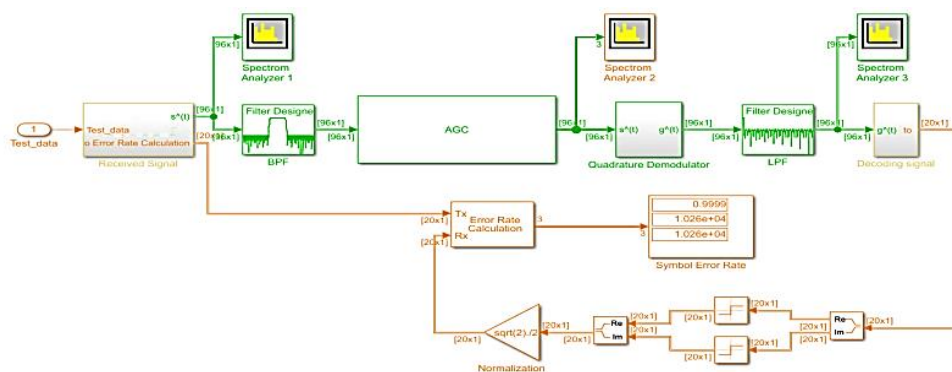 [96x1]
Spectrom
Analyzer 1
3
Spectrom
Analyzer 2
[96x1]
Spectrom
Analyzer 3
1
Test_data
Test_data
s^(t)
o Error Rate Calculation
Received Signal
[96x1]
[20x1]
[96x1]
Filter Designe
BPF
[96x1]
[96x1]
AGC
[96x1]
[96x1]
s^(t) g^(t)
Quadrature Demodulator
[96x1]
[96x1]
Filter Designe
LPF
[96x1]
[96x1]
g^(t) to
Decoding signal
[20x1]
[20x1]
[20x1]
Tx
Rx
Error Rate
Calculation
3
3
0.9999
1.026e+04
1.026e+04
Symbol Error Rate
[20x1]
sqrt(2)./2
Normalization
[20x1]
[20x1]
Re
Im
[20x1]
[20x1]
[20x1]
[20x1]
[20x1]
[20x1]
[20x1]
[20x1]
Re
Im
[20x1]